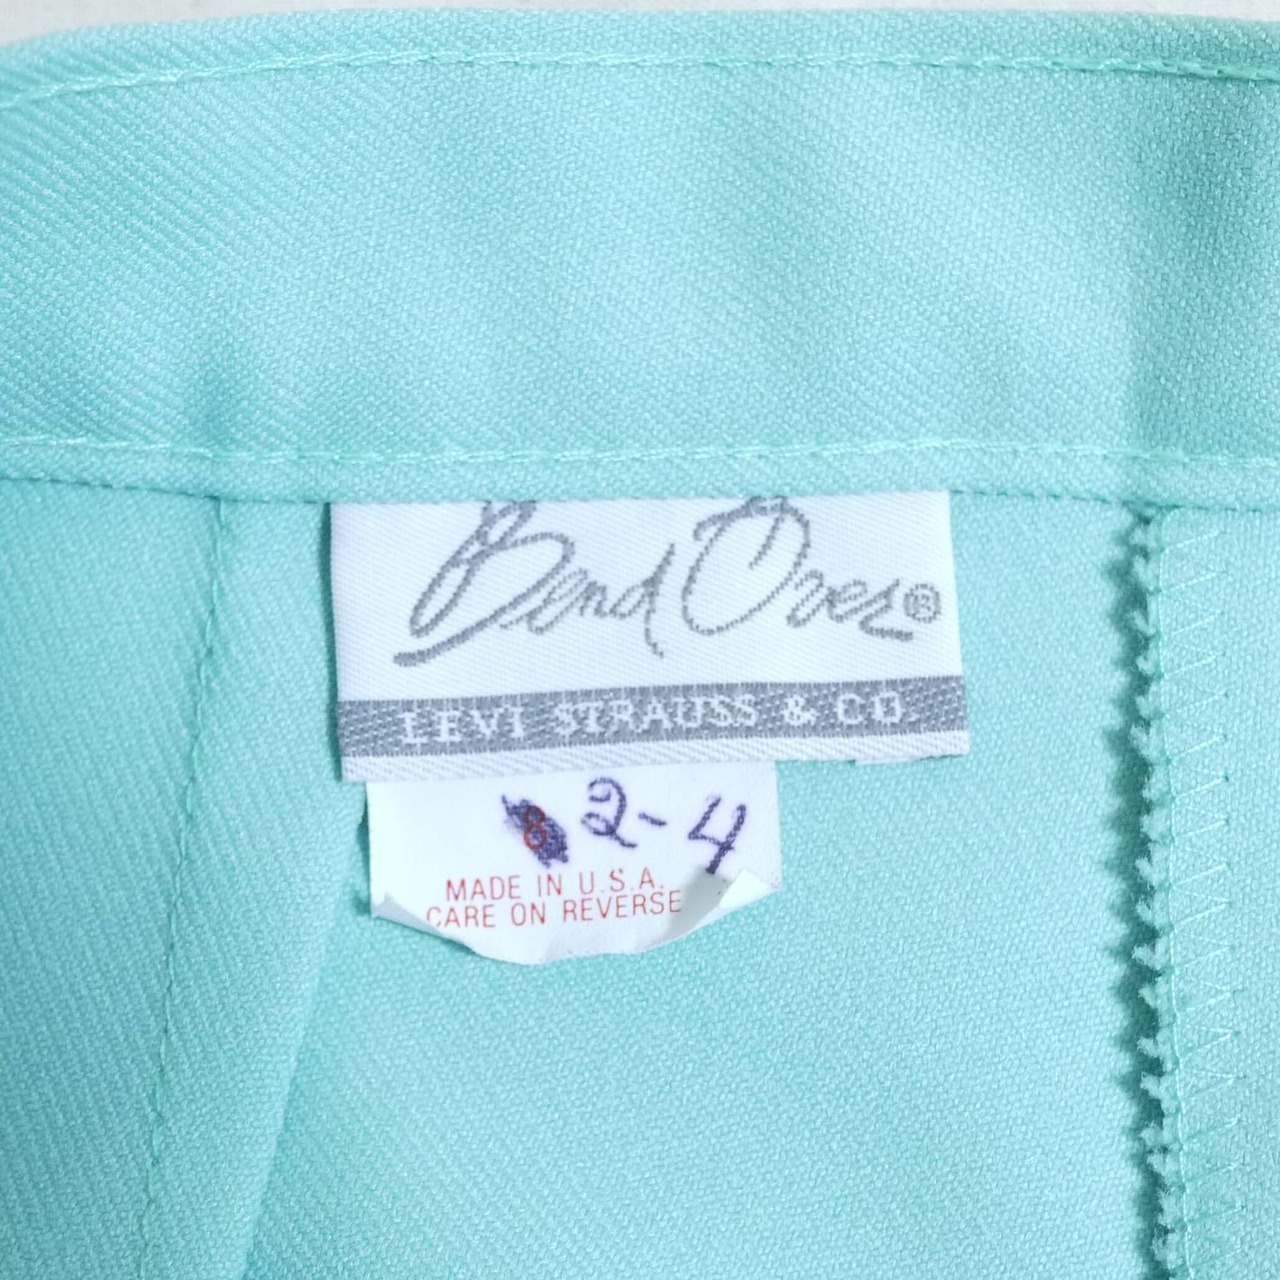 Bend Over®
LEVI STRAUSS & CO.
8 2-4
MADE IN U.S.A.
CARE ON REVERSE